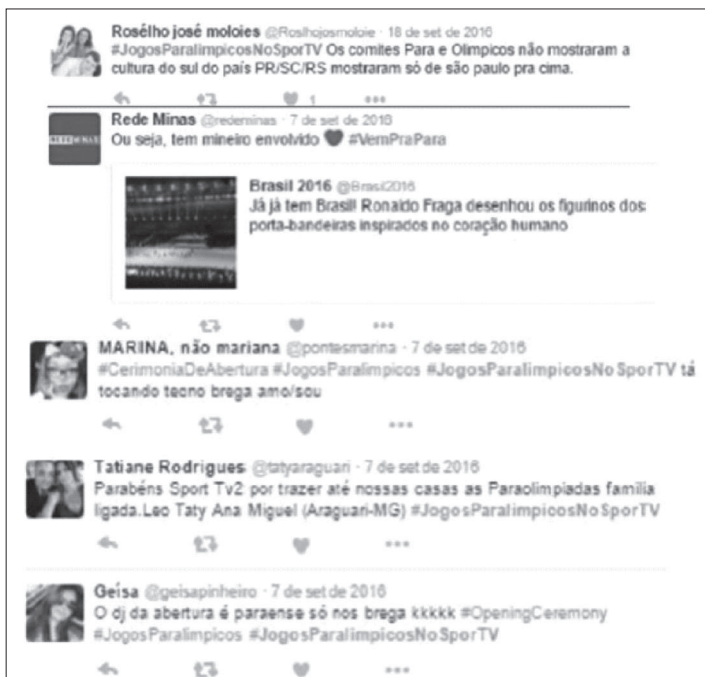 Rosélho josé moloies @Roslhojosmoloie · 18 de set de 2016
#JogosParalimpicosNoSporTV Os comites Para e Olimpicos não mostraram a
cultura do sul do país PR/SC/RS mostraram só de são paulo pra cima.
1
Rede Minas @redeminas · 7 de set de 2016
REDEMINAS
Ou seja, tem mineiro envolvido #VemPraPara
Brasil 2016 @Brasil2016
Já já tem Brasil! Ronaldo Fraga desenhou os figurinos dos
porta-bandeiras inspirados no coração humano
MARINA, não mariana @pontesmarina · 7 de set de 2016
#CerimoniaDeAbertura #JogosParalimpicos #JogosParalimpicosNoSporTV tá
tocando tecno brega amo/sou
Tatiane Rodrigues @tatyaraguari · 7 de set de 2016
Parabéns Sport Tv2 por trazer até nossas casas as Paraolimpiadas familia
ligada.Leo Taty Ana Miguel (Araguari-MG) #JogosParalimpicosNoSporTV
Geísa @geisapinheiro · 7 de set de 2016
O dj da abertura é paraense só nos brega kkkkk #OpeningCeremony
#JogosParalimpicos #JogosParalimpicosNoSporTV